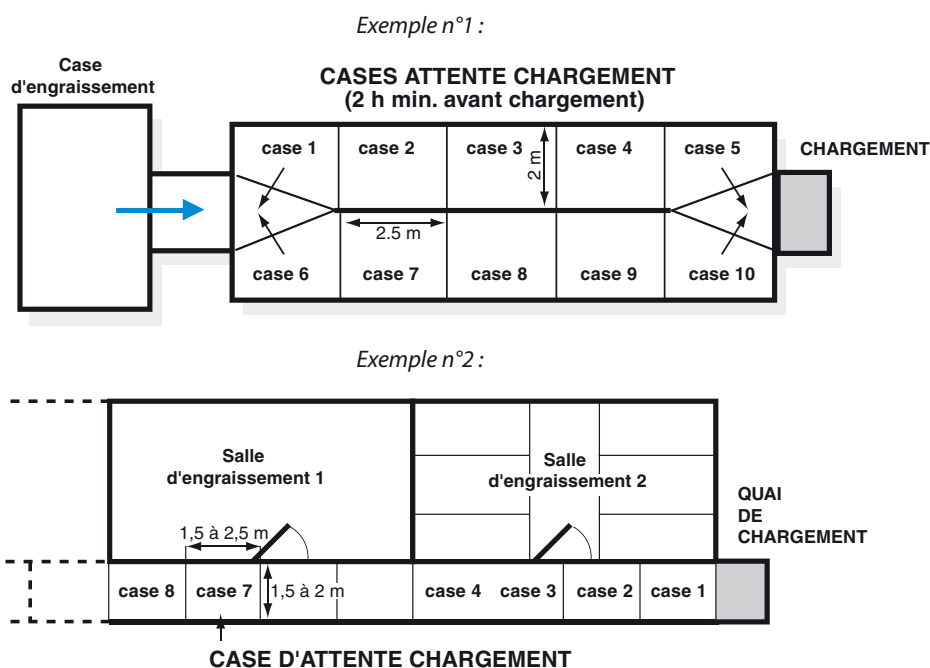 Exemple n°1 :
Case
d'engraissement
CASES ATTENTE CHARGEMENT
(2 h min. avant chargement)
case 1
case 2
case 3
case 4
case 5
CHARGEMENT
2 m
2.5 m
case 6
case 7
case 8
case 9
case 10
Exemple n°2 :
Salle
d'engraissement 1
Salle
d'engraissement 2
QUAI
DE
CHARGEMENT
1,5 à 2,5 m
case 8
case 7
1,5 à 2 m
case 4
case 3
case 2
case 1
CASE D'ATTENTE CHARGEMENT